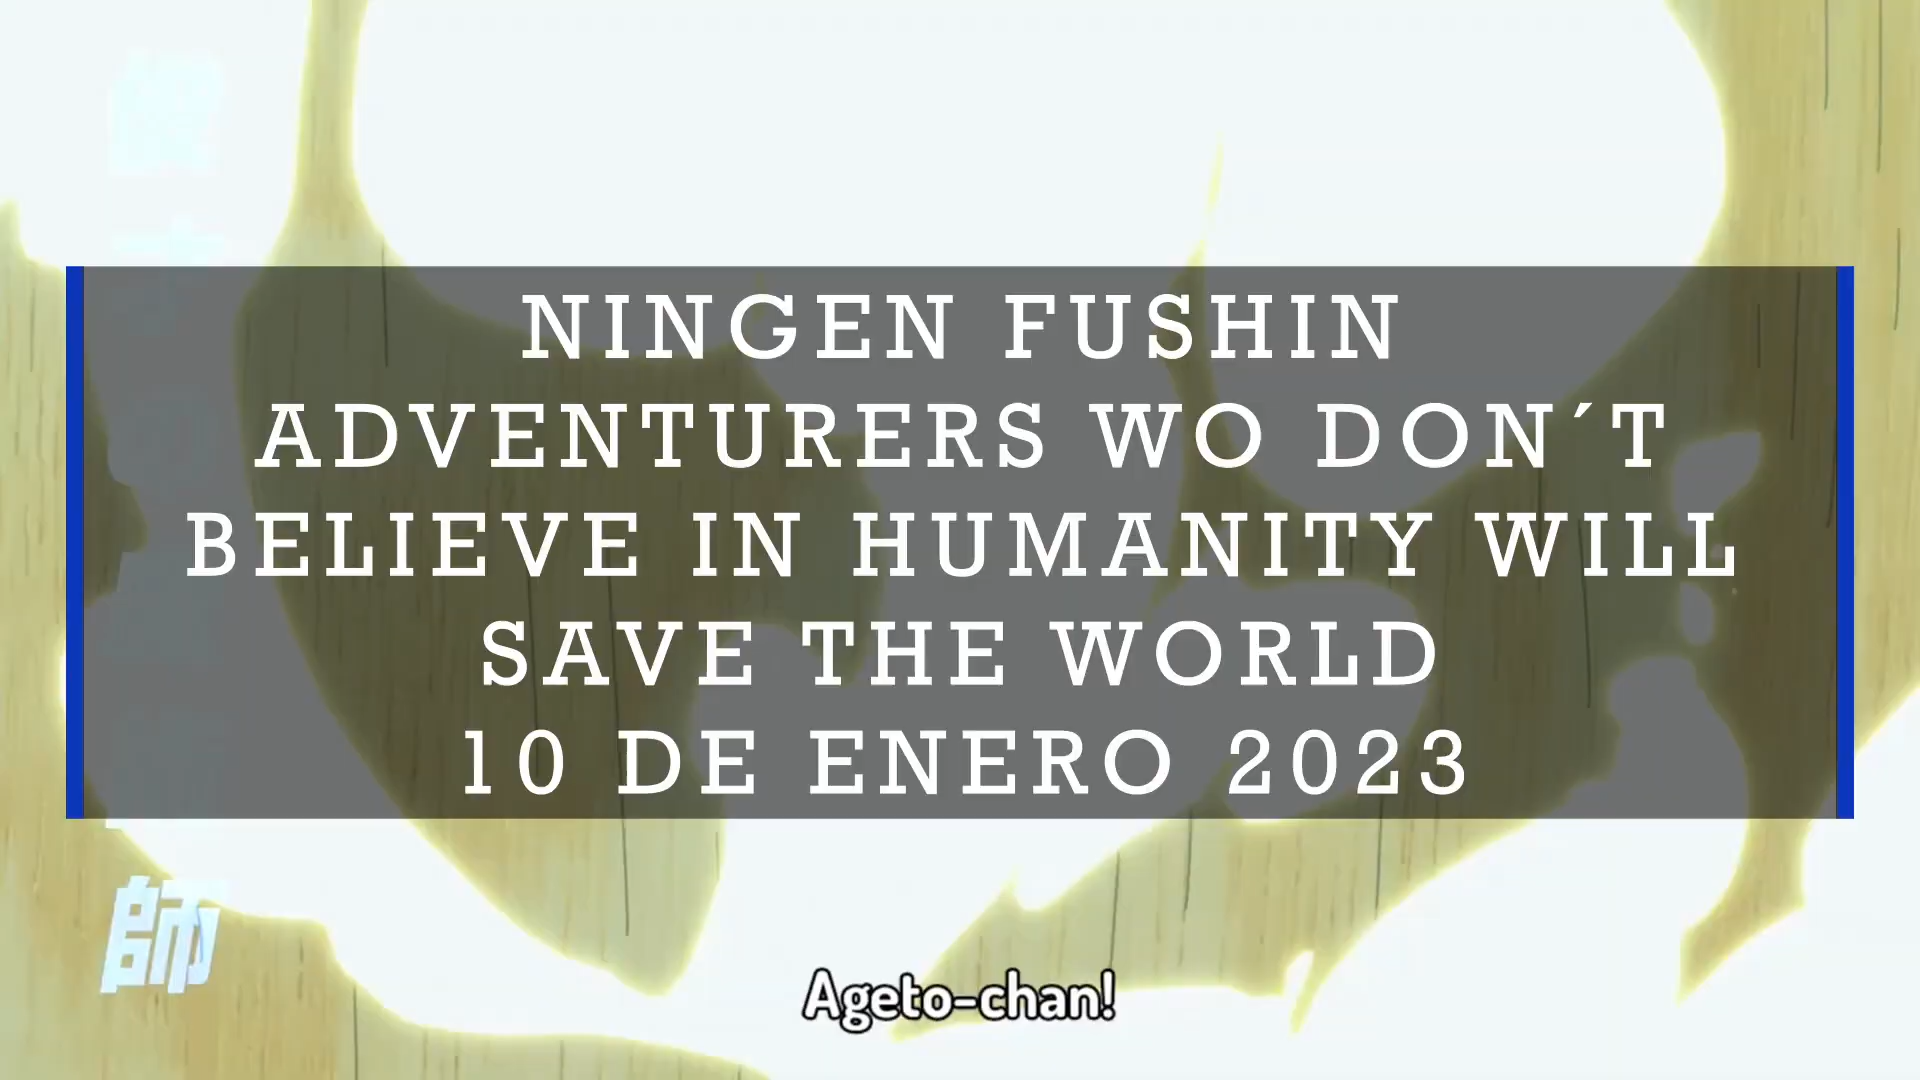 NINGEN FUSHIN
ADVENTURERS WO DON´T
BELIEVE IN HUMANITY WILL
SAVE THE WORLD
10 DE ENERO 2023
師
Ageto-chan!